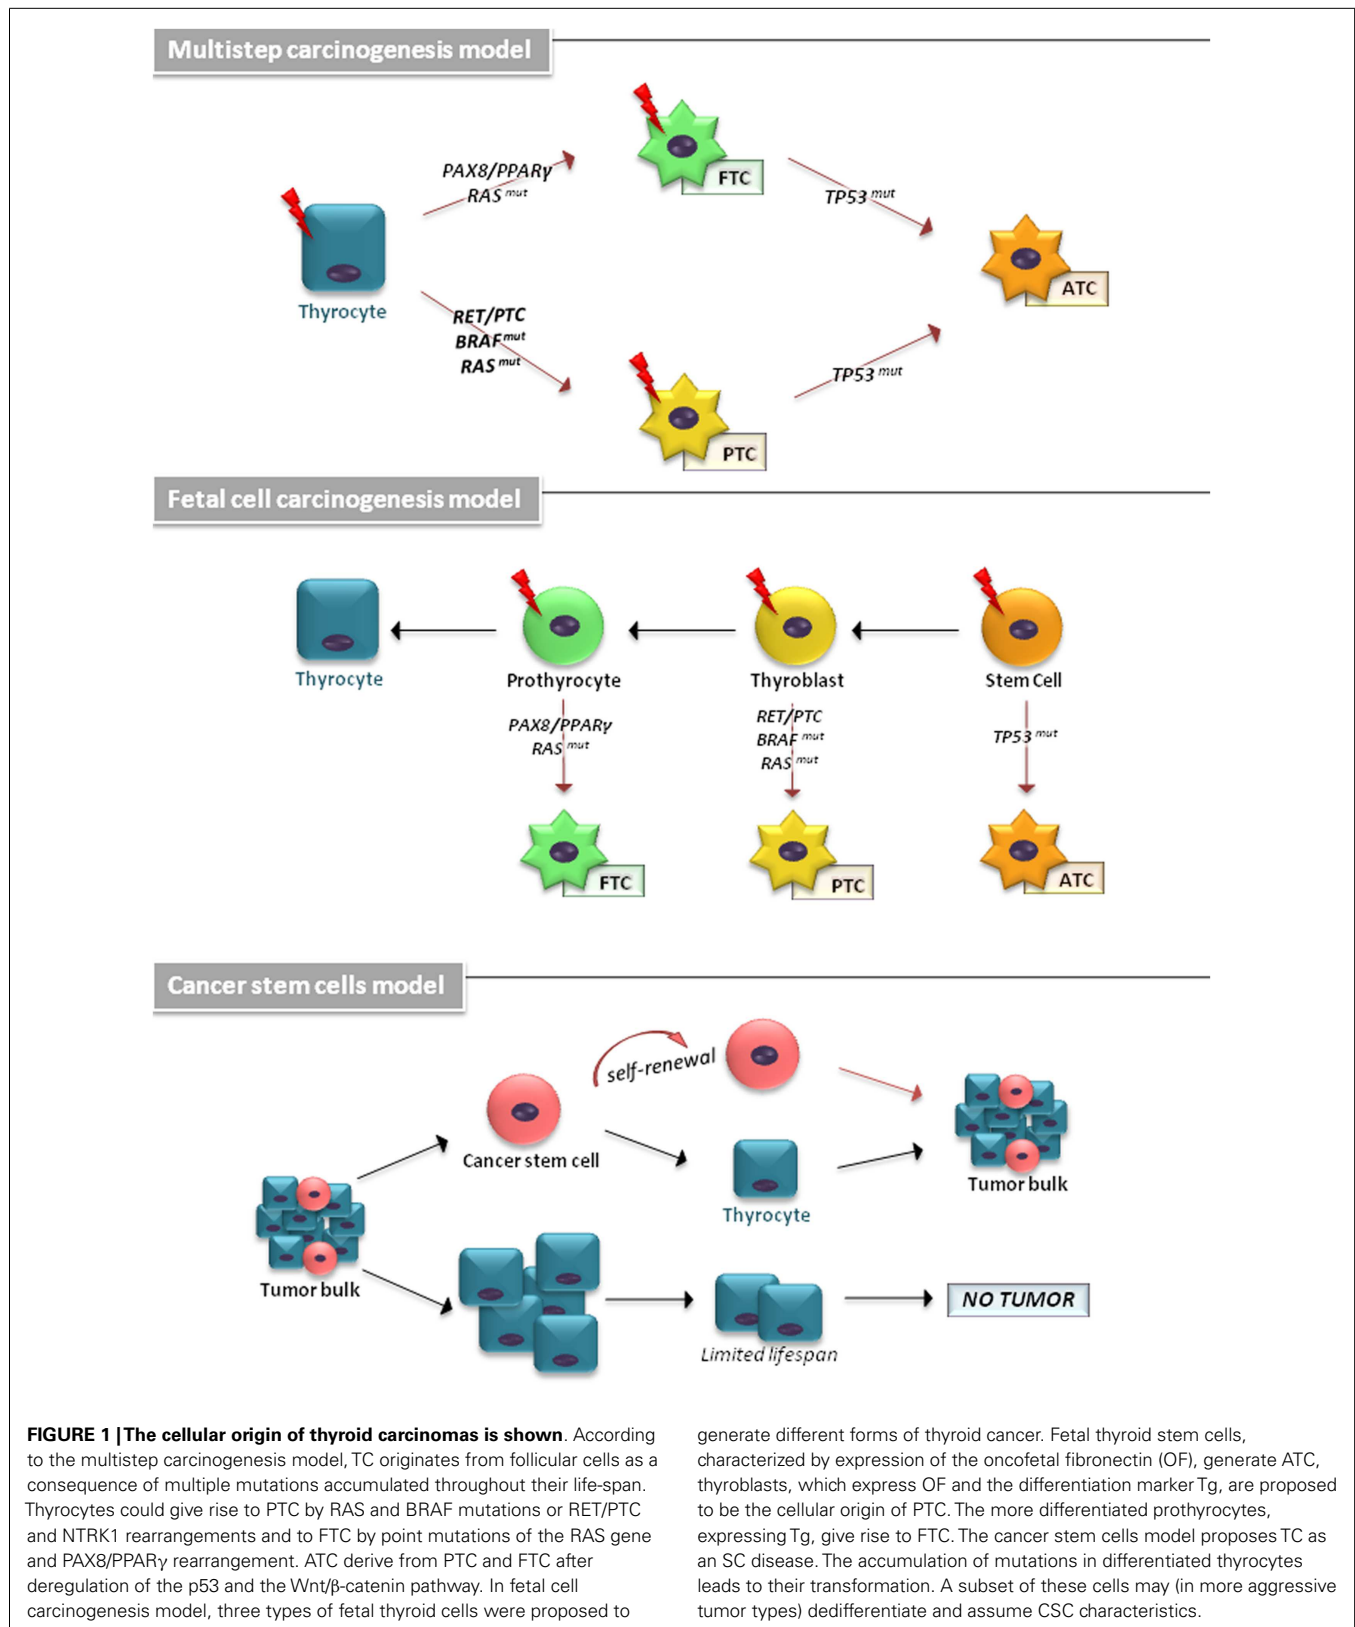 Multistep carcinogenesis model
PAX8/PPARγ
RAS mut
FTC
TP53 mut
Thyrocyte
ATC
RET/PTC
BRAF mut
RAS mut
TP53 mut
PTC
Fetal cell carcinogenesis model
Thyrocyte
Prothyrocyte
Thyroblast
Stem Cell
PAX8/PPARγ
RAS mut
RET/PTC
BRAF mut
RAS mut
TP53 mut
FTC
PTC
ATC
Cancer stem cells model
self-renewal
Cancer stem cell
Thyrocyte
Tumor bulk
Tumor bulk
Limited lifespan
NO TUMOR
FIGURE 1 | The cellular origin of thyroid carcinomas is shown. According
to the multistep carcinogenesis model, TC originates from follicular cells as a
consequence of multiple mutations accumulated throughout their life-span.
Thyrocytes could give rise to PTC by RAS and BRAF mutations or RET/PTC
and NTRK1 rearrangements and to FTC by point mutations of the RAS gene
and PAX8/PPARγ rearrangement. ATC derive from PTC and FTC after
deregulation of the p53 and the Wnt/β-catenin pathway. In fetal cell
carcinogenesis model, three types of fetal thyroid cells were proposed to
generate different forms of thyroid cancer. Fetal thyroid stem cells,
characterized by expression of the oncofetal fibronectin (OF), generate ATC,
thyroblasts, which express OF and the differentiation marker Tg, are proposed
to be the cellular origin of PTC. The more differentiated prothyrocytes,
expressing Tg, give rise to FTC. The cancer stem cells model proposes TC as
an SC disease. The accumulation of mutations in differentiated thyrocytes
leads to their transformation. A subset of these cells may (in more aggressive
tumor types) dedifferentiate and assume CSC characteristics.